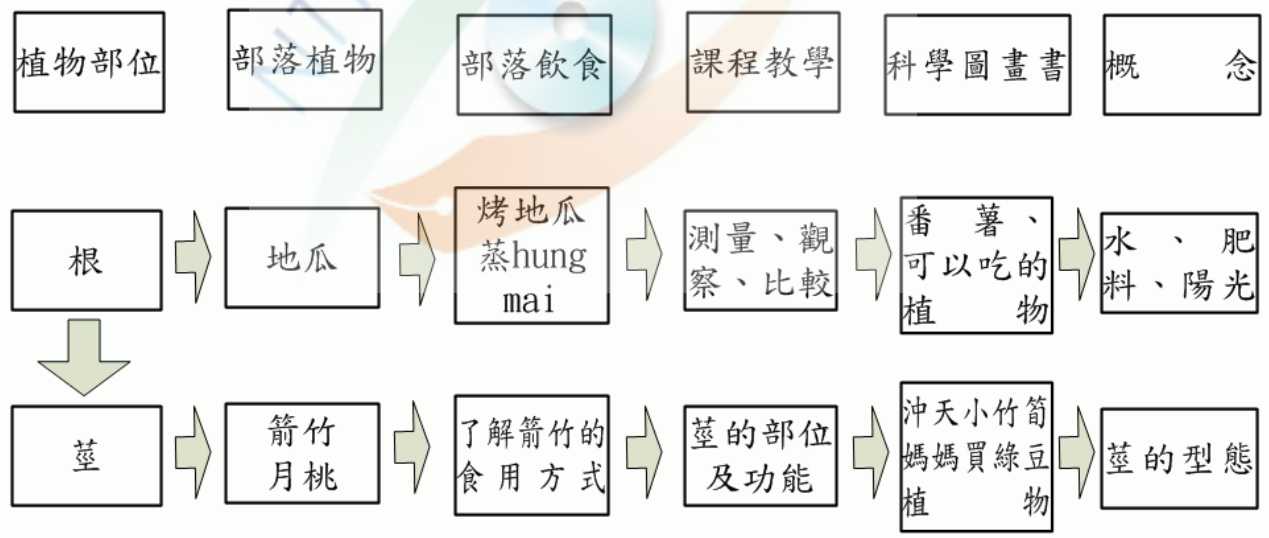 植物部位
部落植物
部落飲食
課程教學
科學圖畫書
概念
根
地瓜
烤地瓜
蒸hung
mai
測量、觀
察、比較
番薯、
可以吃的
植物
水、肥
料、陽光
莖
箭竹
月桃
了解箭竹的
食用方式
莖的部位
及功能
沖天小竹筍
媽媽買綠豆
植物
莖的型態